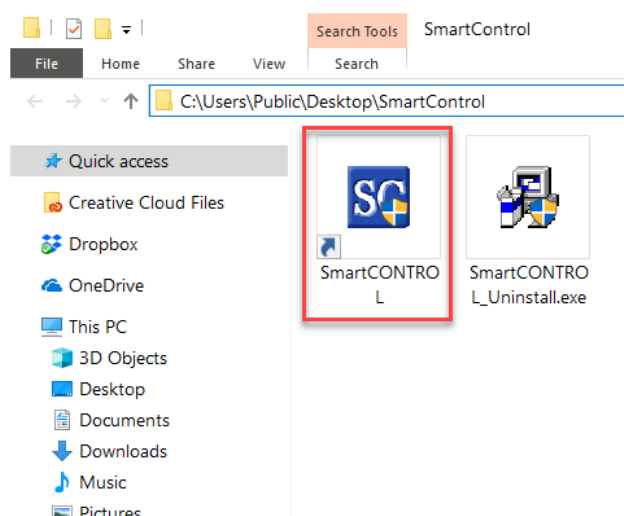 Search Tools
SmartControl
File
Home
Share
View
Search
C:\Users\Public\Desktop\SmartControl
Quick access
Creative Cloud Files
Dropbox
OneDrive
This PC
3D Objects
Desktop
Documents
Downloads
Music
Pictures
SC
SmartCONTRO
L
SmartCONTRO
L_Uninstall.exe